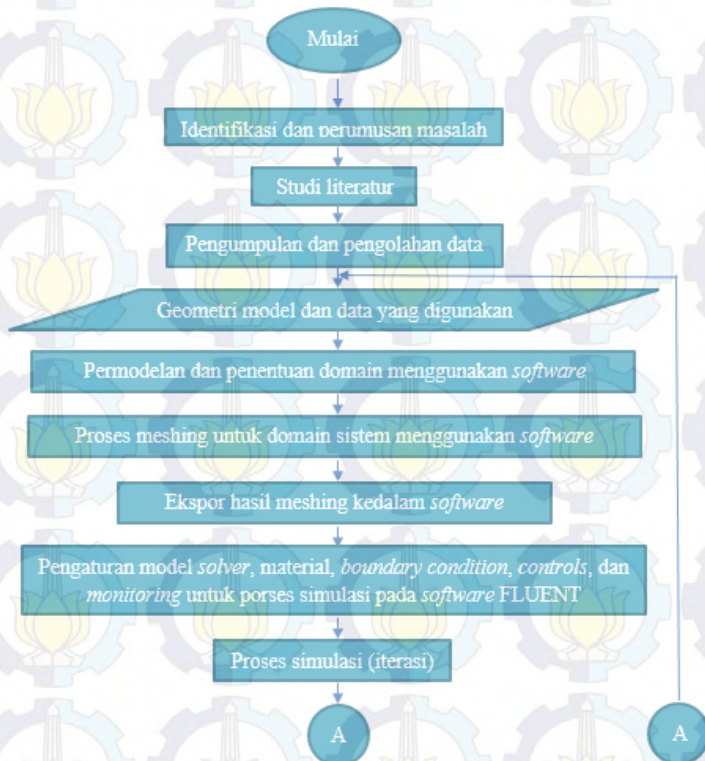 Mulai
Identifikasi dan perumusan masalah
Studi literatur
Pengumpulan dan pengolahan data
Geometri model dan data yang digunakan
Permodelan dan penentuan domain menggunakan software
Proses meshing untuk domain sistem menggunakan software
Ekspor hasil meshing kedalam software
Pengaturan model solver, material, boundary condition, controls, dan
monitoring untuk porses simulasi pada software FLUENT
Proses simulasi (iterasi)
A
A